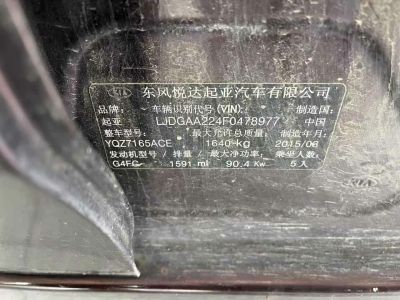 KIA 东风悦达起亚汽车有限公司
品牌: 车辆识别代号(VIN): 制造国:
起亚 LJDGAA224F0478977 中国
整车型号: 最大允许总质量: 制造年月:
YQZ7165ACE 1640 kg 2015/06
发动机型号 / 排量 / 最大净功率: 乘坐人数:
G4FC 1591 ml 90.4 Kw 5人